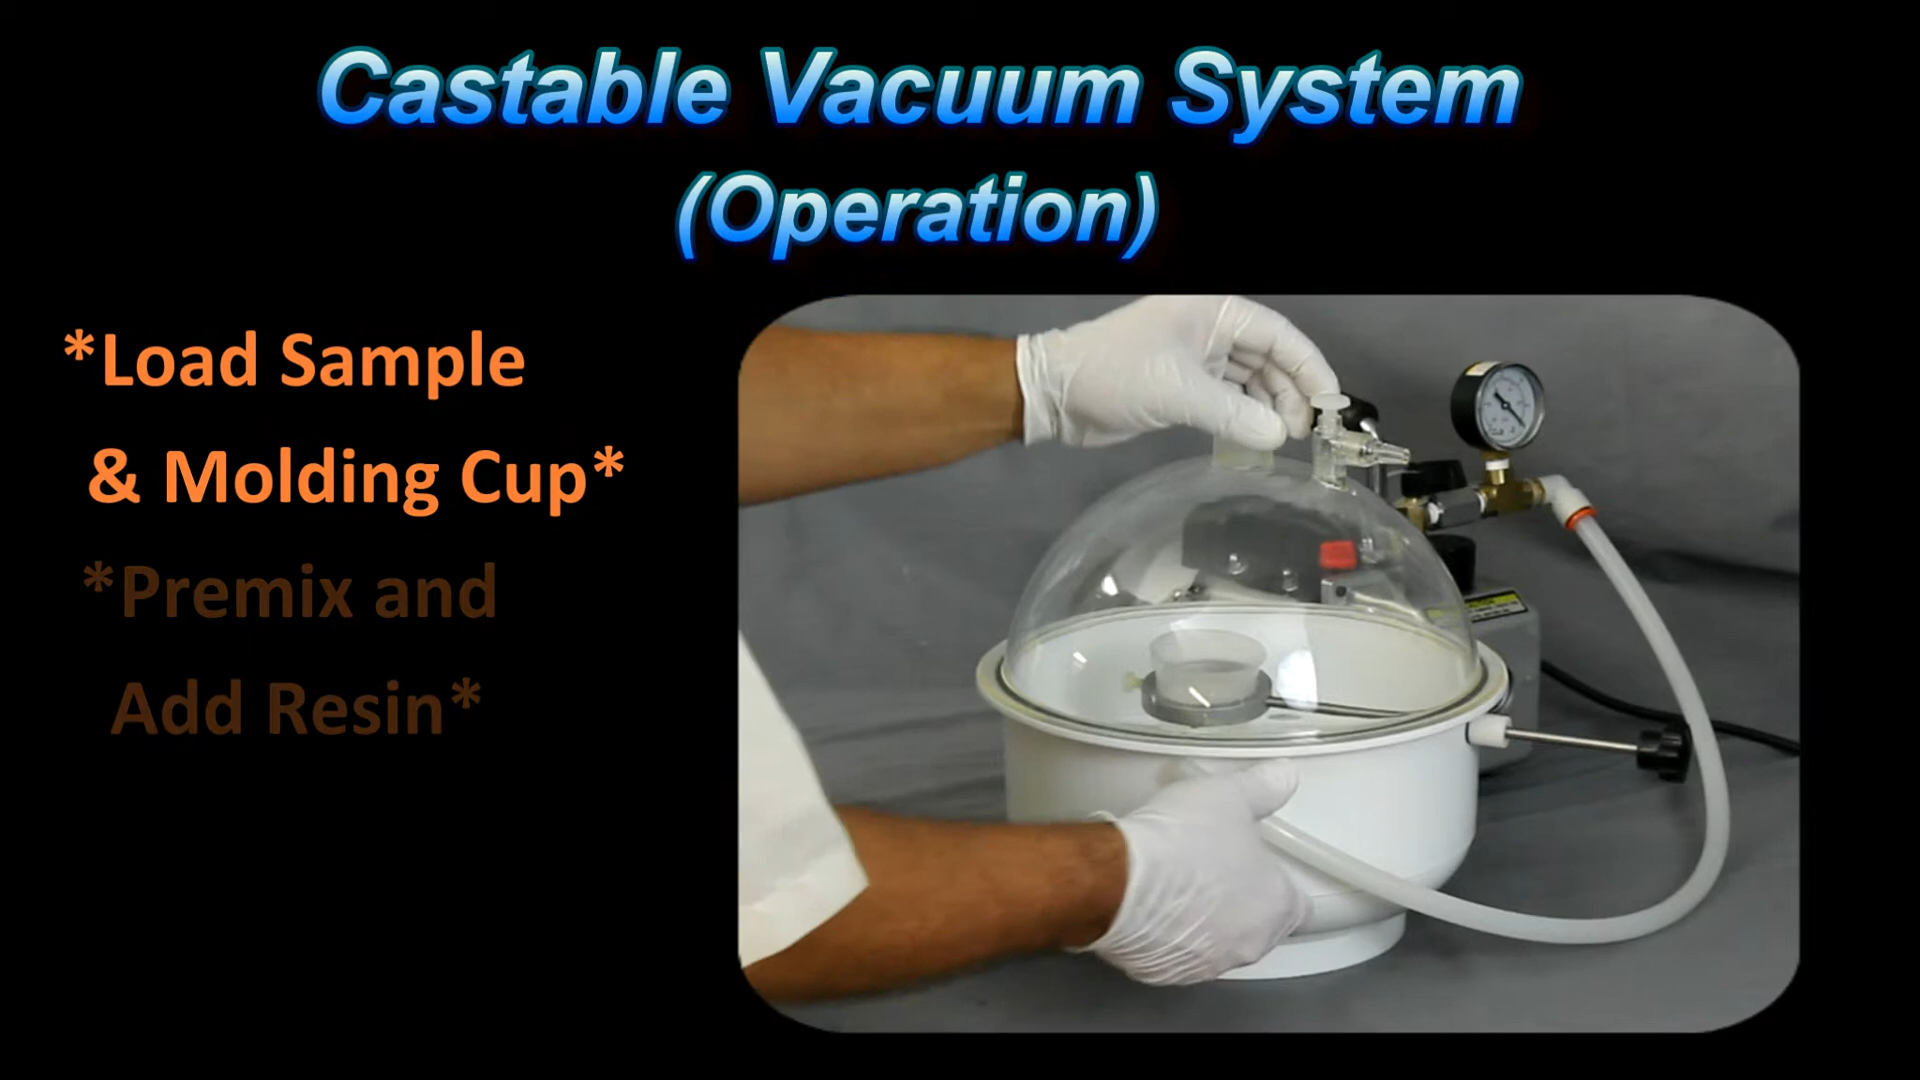 Castable Vacuum System
(Operation)
*Load Sample
& Molding Cup*
*Premix and
Add Resin*